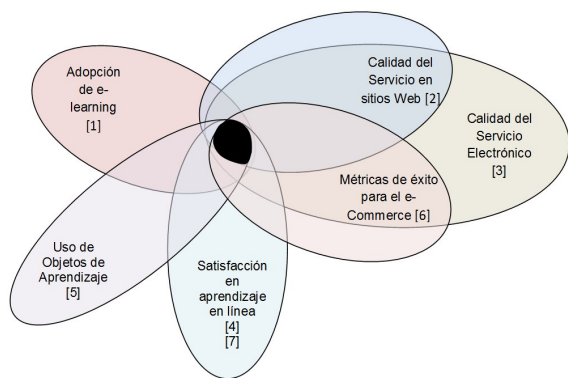 Adopción
de e-
learning
[1]
Calidad del
Servicio en
sitios Web [2]
Calidad del
Servicio
Electrónico
[3]
Métricas de éxito
para el e-
Commerce [6]
Uso de
Objetos de
Aprendizaje
[5]
Satisfacción
en
aprendizaje
en línea
[4]
[7]